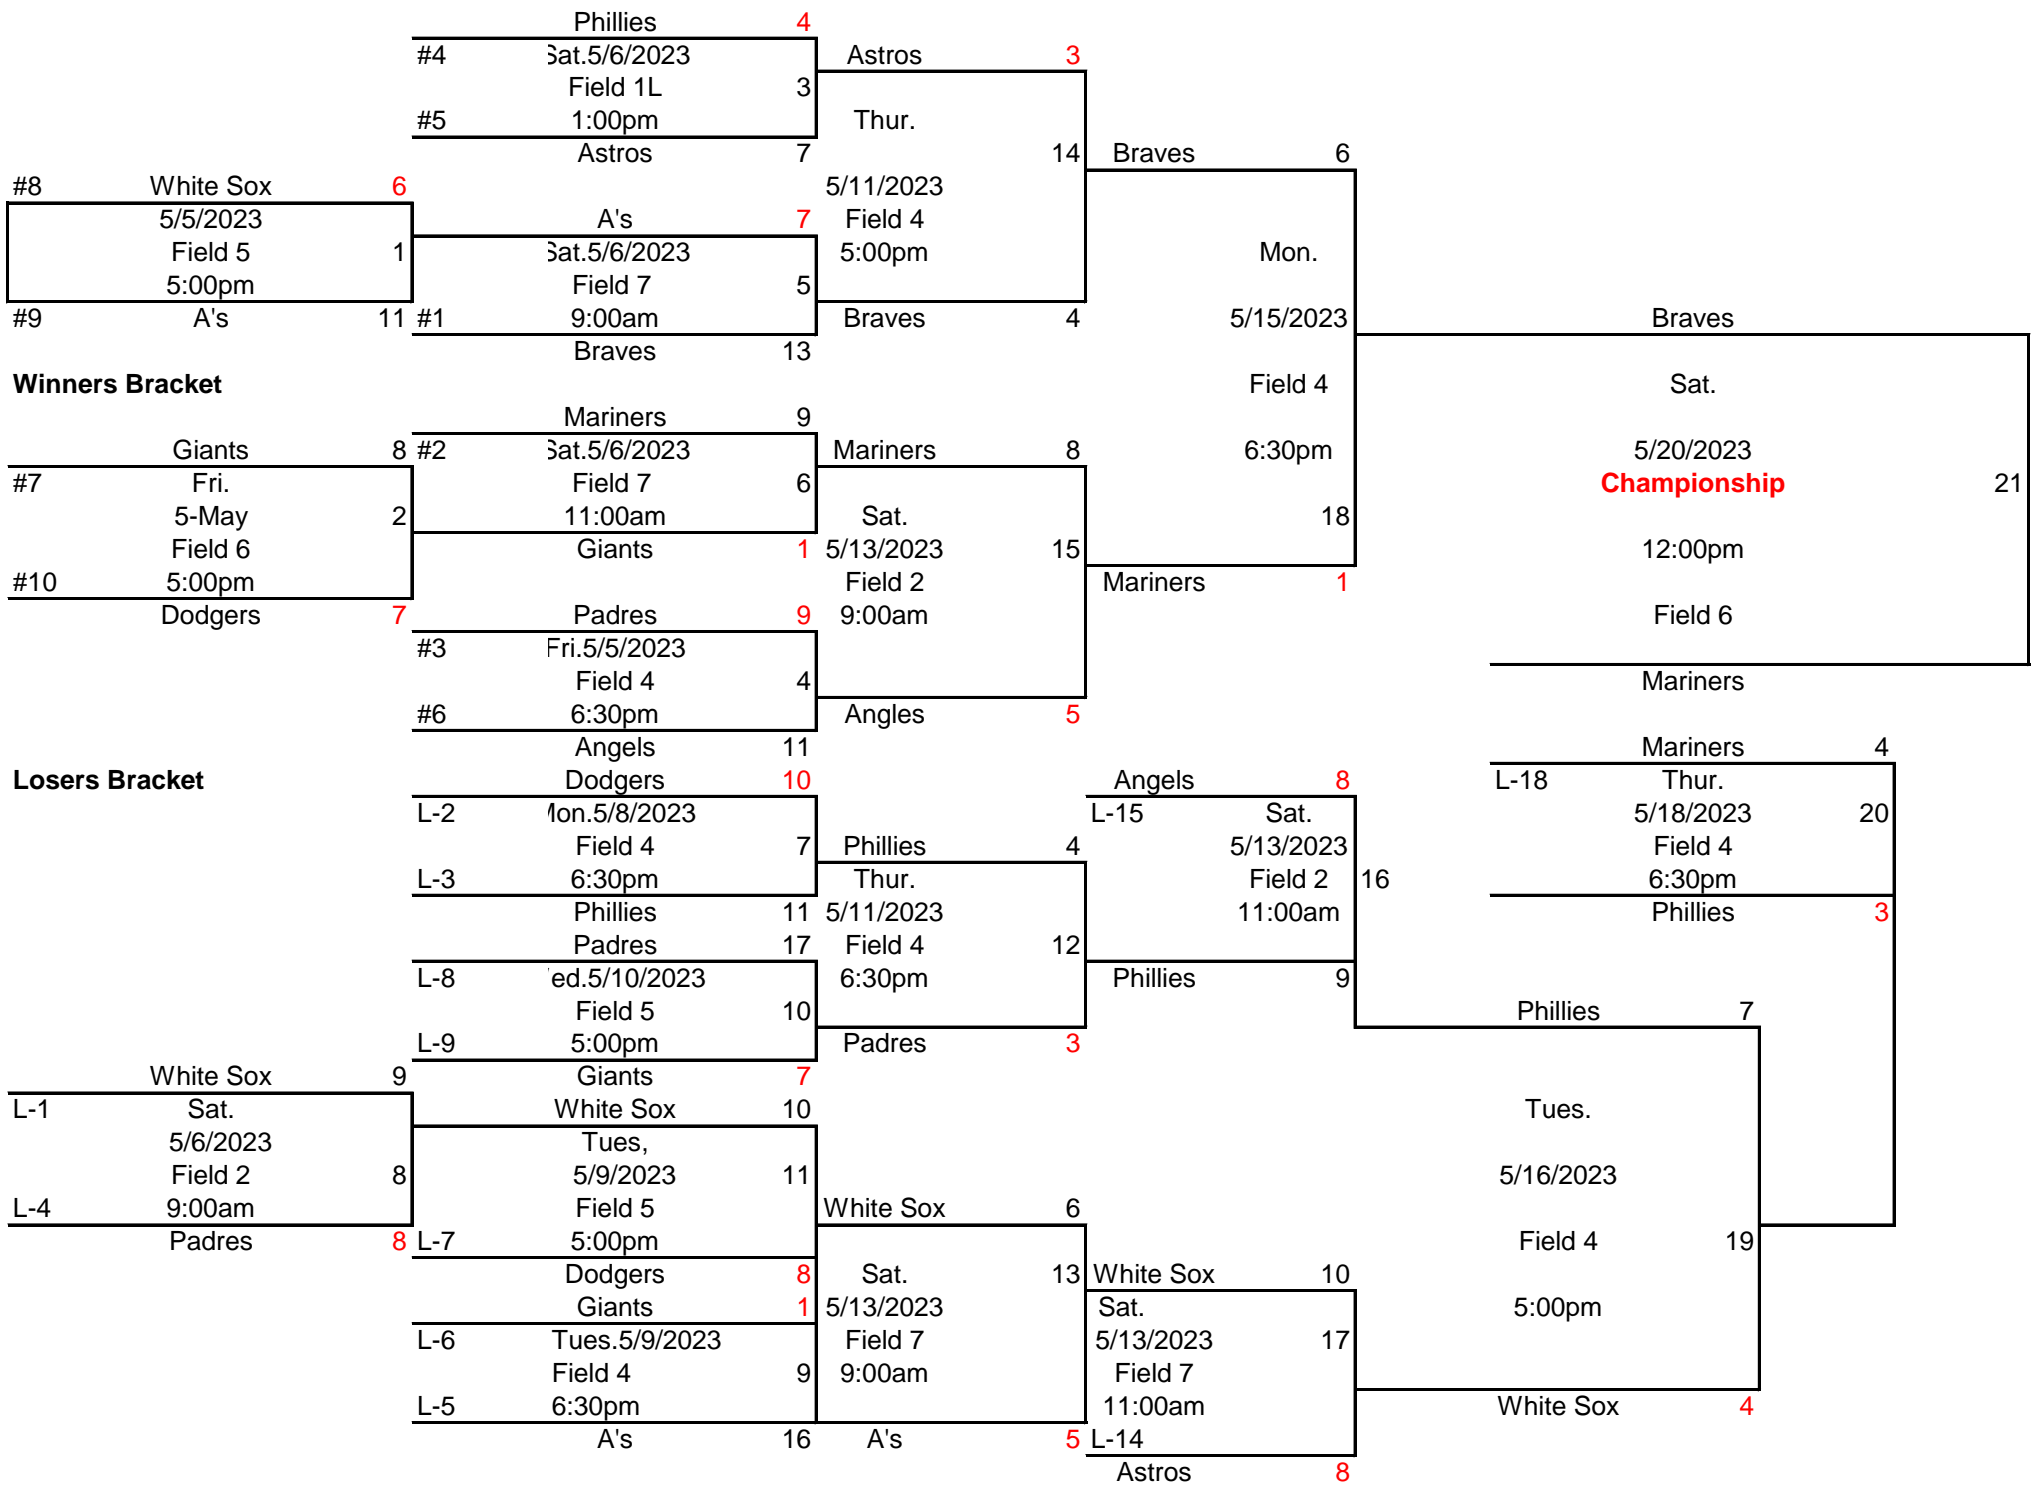 Phillies 4
#4 Sat.5/6/2023 Astros 3
Field 1L 3
#5 1:00pm Thur.
Astros 7 14 Braves 6
#8 White Sox 6 5/11/2023
5/5/2023 A's 7 Field 4
Field 5 1 Sat.5/6/2023 5:00pm Mon.
5:00pm Field 7 5
#9 A's 11 #1 9:00am Braves 4 5/15/2023 Braves
Braves 13
Winners Bracket Field 4 Sat.
Mariners 9
Giants 8 #2 Sat.5/6/2023 Mariners 8 6:30pm 5/20/2023
#7 Fri. Field 7 6 Championship 21
5-May 2 11:00am Sat. 18
Field 6 Giants 1 5/13/2023 15 12:00pm
#10 5:00pm Field 2 Mariners 1
Dodgers 7 Padres 9 9:00am Field 6
#3 Fri.5/5/2023
Field 4 4 Mariners
#6 6:30pm Angles 5
Angels 11 Mariners 4
Losers Bracket Dodgers 10 Angels 8 L-18 Thur.
L-2 Mon.5/8/2023 L-15 Sat. 5/18/2023 20
Field 4 7 Phillies 4 5/13/2023 Field 4
L-3 6:30pm Thur. Field 2 16 6:30pm
Phillies 11 5/11/2023 11:00am Phillies 3
Padres 17 Field 4 12
L-8 ed.5/10/2023 6:30pm Phillies 9
Field 5 10 Phillies 7
L-9 5:00pm Padres 3
White Sox 9 Giants 7
L-1 Sat. White Sox 10 Tues.
5/6/2023 Tues,
Field 2 8 5/9/2023 11 5/16/2023
L-4 9:00am Field 5 White Sox 6
Padres 8 L-7 5:00pm Field 4 19
Dodgers 8 Sat. 13 White Sox 10
Giants 1 5/13/2023 Sat. 5:00pm
L-6 Tues.5/9/2023 Field 7 5/13/2023 17
Field 4 9 9:00am Field 7
L-5 6:30pm 11:00am White Sox 4
A's 16 A's 5 L-14
Astros 8